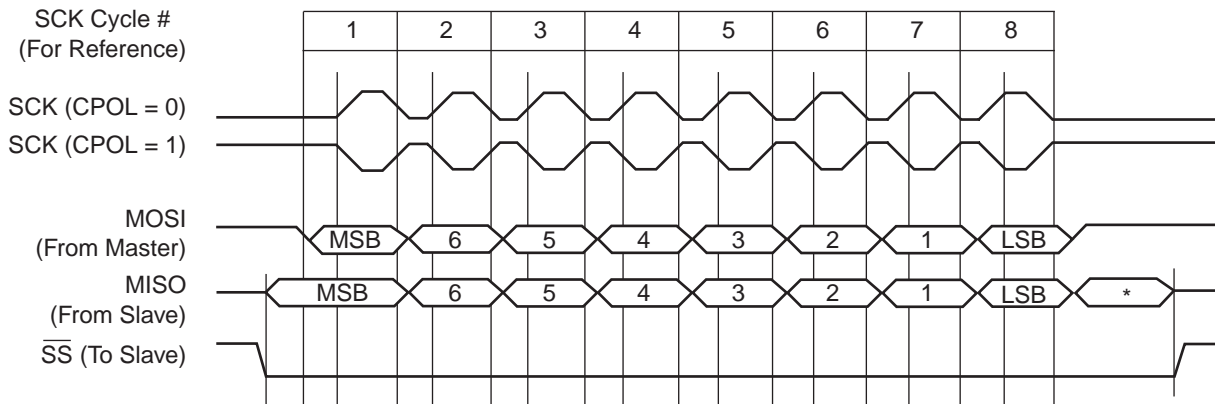 SCK Cycle #
(For Reference)
1 2 3 4 5 6 7 8
SCK (CPOL = 0)
SCK (CPOL = 1)
MOSI
(From Master)
MSB 6 5 4 3 2 1 LSB
MISO
(From Slave)
MSB 6 5 4 3 2 1 LSB *
SS (To Slave)